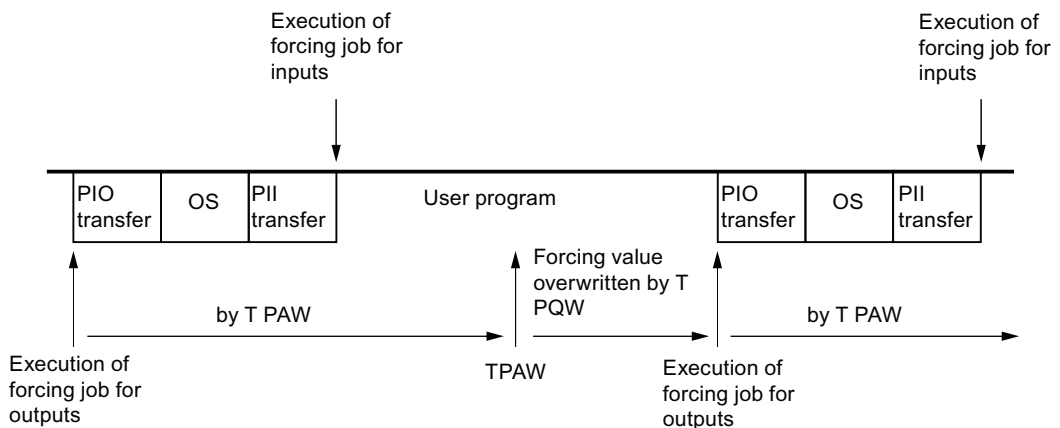 Execution of
forcing job for
inputs
Execution of
forcing job for
inputs
PIO
transfer
OS
PII
transfer
User program
PIO
transfer
OS
PII
transfer
Forcing value
overwritten by T
PQW
by T PAW
by T PAW
Execution of
forcing job for
outputs
TPAW
Execution of
forcing job for
outputs